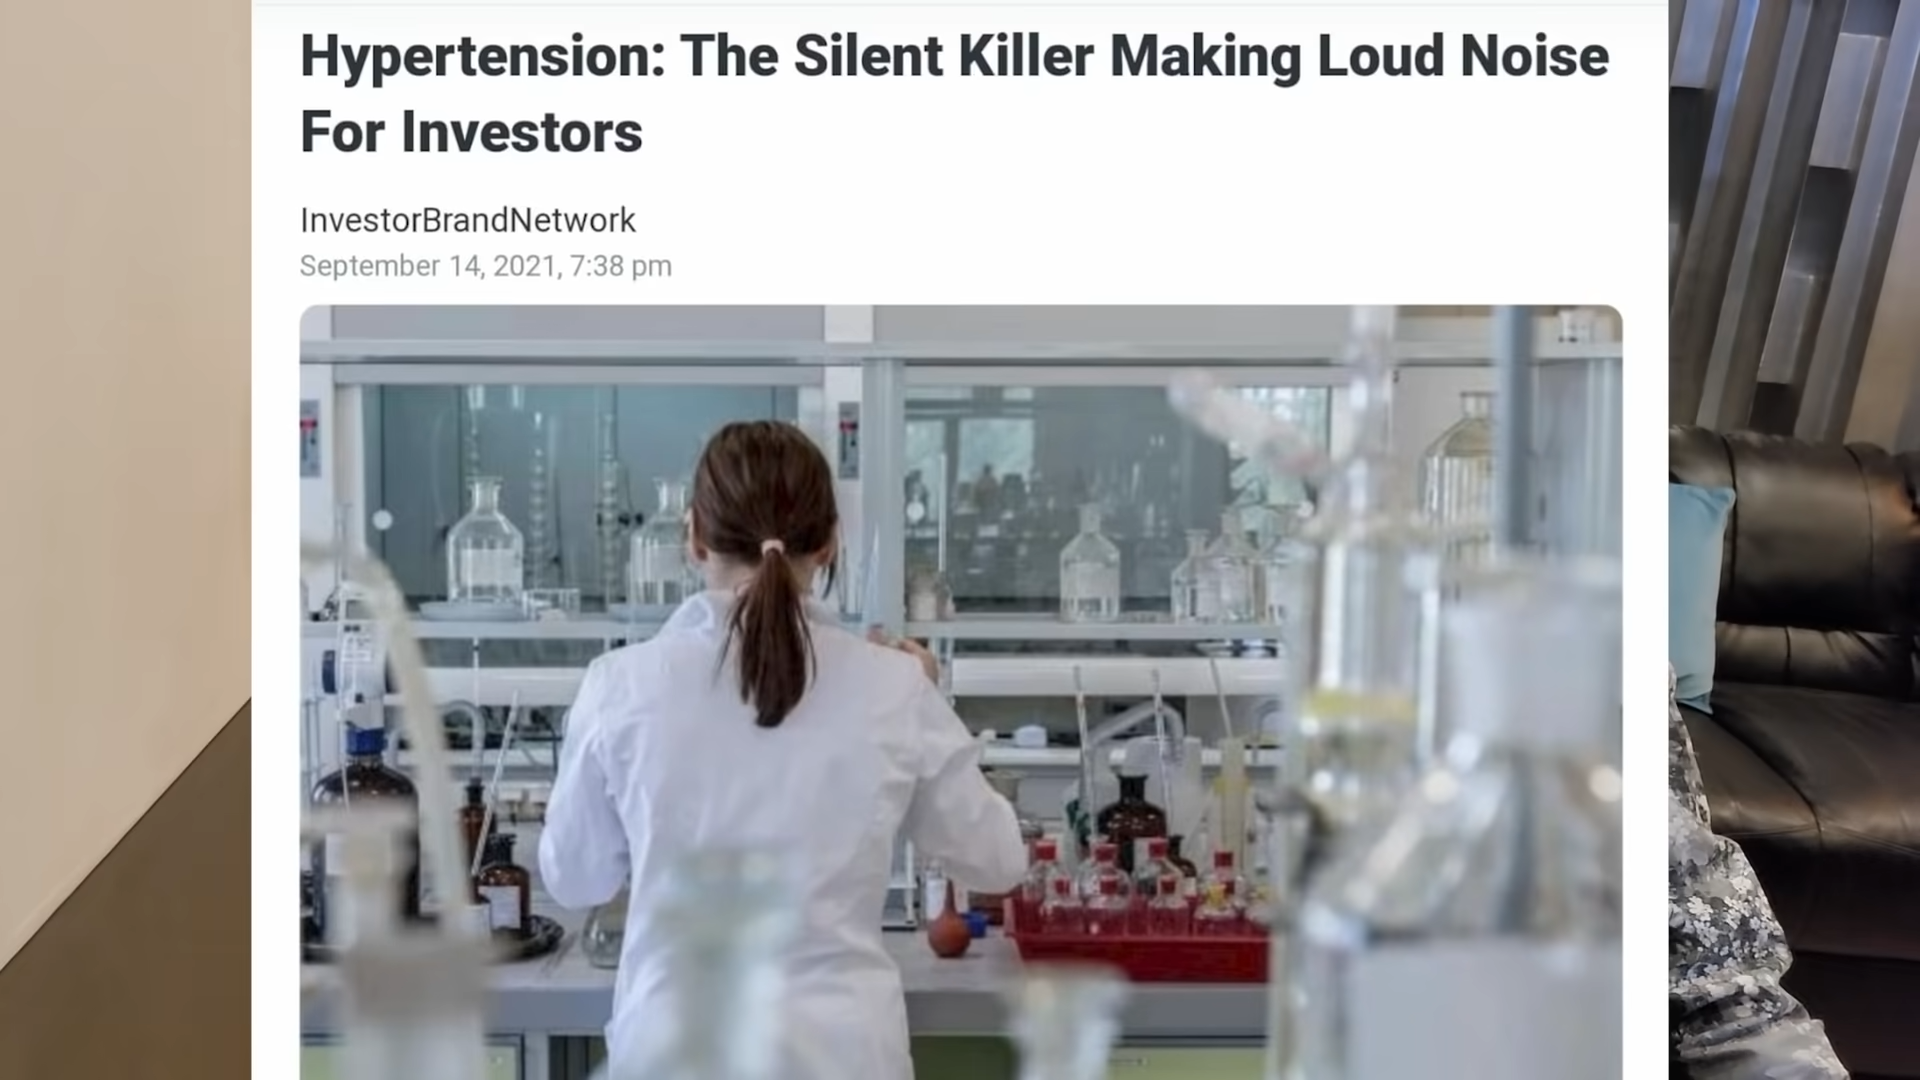 Hypertension: The Silent Killer Making Loud Noise
For Investors
InvestorBrandNetwork
September 14, 2021, 7:38 pm